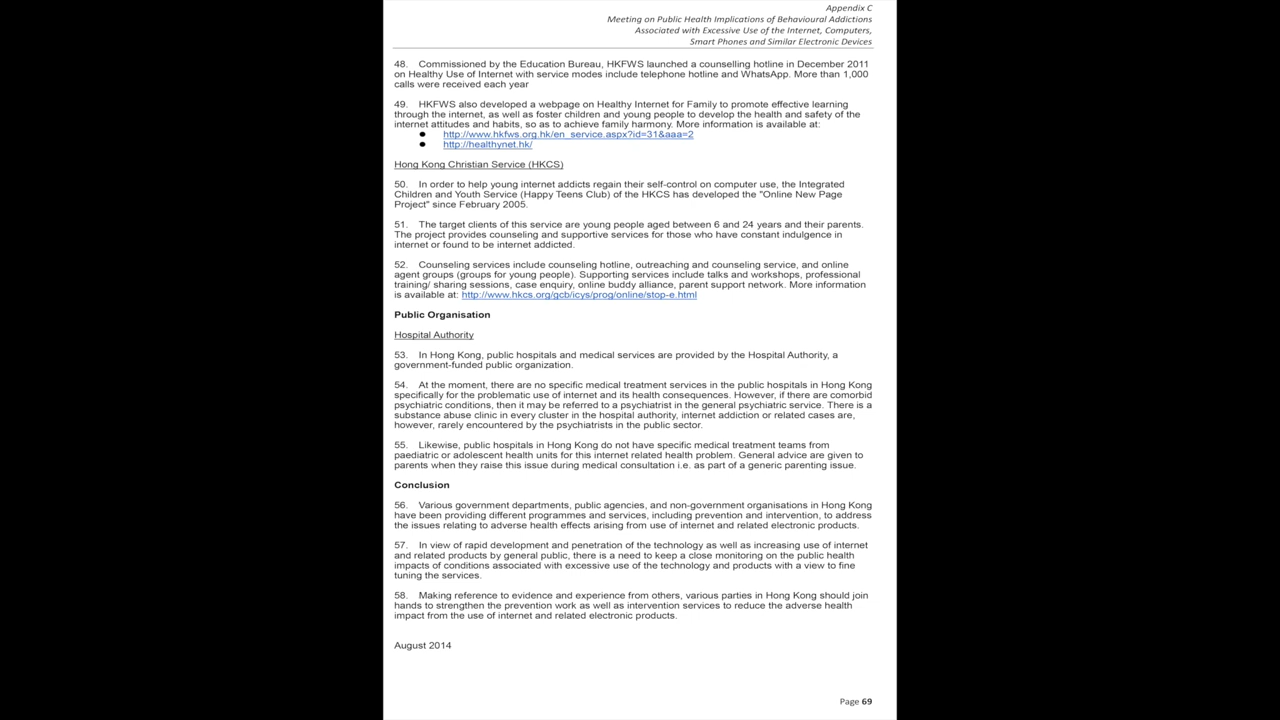 Appendix C
Meeting on Public Health Implications of Behavioural Addictions
Associated with Excessive Use of the Internet, Computers,
Smart Phones and Similar Electronic Devices
48. Commissioned by the Education Bureau, HKFWS launched a counselling hotline in December 2011
on Healthy Use of Internet with service modes include telephone hotline and WhatsApp. More than 1,000
calls were received each year
49. HKFWS also developed a webpage on Healthy Internet for Family to promote effective learning
through the internet, as well as foster children and young people to develop the health and safety of the
internet attitudes and habits, so as to achieve family harmony. More information is available at:
● http://www.hkfws.org.hk/en_service.aspx?id=31&aaa=2
● http://healthynet.hk/
Hong Kong Christian Service (HKCS)
50. In order to help young internet addicts regain their self-control on computer use, the Integrated
Children and Youth Service (Happy Teens Club) of the HKCS has developed the "Online New Page
Project" since February 2005.
51. The target clients of this service are young people aged between 6 and 24 years and their parents.
The project provides counseling and supportive services for those who have constant indulgence in
internet or found to be internet addicted.
52. Counseling services include counseling hotline, outreaching and counseling service, and online
agent groups (groups for young people). Supporting services include talks and workshops, professional
training/ sharing sessions, case enquiry, online buddy alliance, parent support network. More information
is available at: http://www.hkcs.org/gcb/icys/prog/online/stop-e.html
Public Organisation
Hospital Authority
53. In Hong Kong, public hospitals and medical services are provided by the Hospital Authority, a
government-funded public organization.
54. At the moment, there are no specific medical treatment services in the public hospitals in Hong Kong
specifically for the problematic use of internet and its health consequences. However, if there are comorbid
psychiatric conditions, then it may be referred to a psychiatrist in the general psychiatric service. There is a
substance abuse clinic in every cluster in the hospital authority, internet addiction or related cases are,
however, rarely encountered by the psychiatrists in the public sector.
55. Likewise, public hospitals in Hong Kong do not have specific medical treatment teams from
paediatric or adolescent health units for this internet related health problem. General advice are given to
parents when they raise this issue during medical consultation i.e. as part of a generic parenting issue.
Conclusion
56. Various government departments, public agencies, and non-government organisations in Hong Kong
have been providing different programmes and services, including prevention and intervention, to address
the issues relating to adverse health effects arising from use of internet and related electronic products.
57. In view of rapid development and penetration of the technology as well as increasing use of internet
and related products by general public, there is a need to keep a close monitoring on the public health
impacts of conditions associated with excessive use of the technology and products with a view to fine
tuning the services.
58. Making reference to evidence and experience from others, various parties in Hong Kong should join
hands to strengthen the prevention work as well as intervention services to reduce the adverse health
impact from the use of internet and related electronic products.
August 2014
Page 69